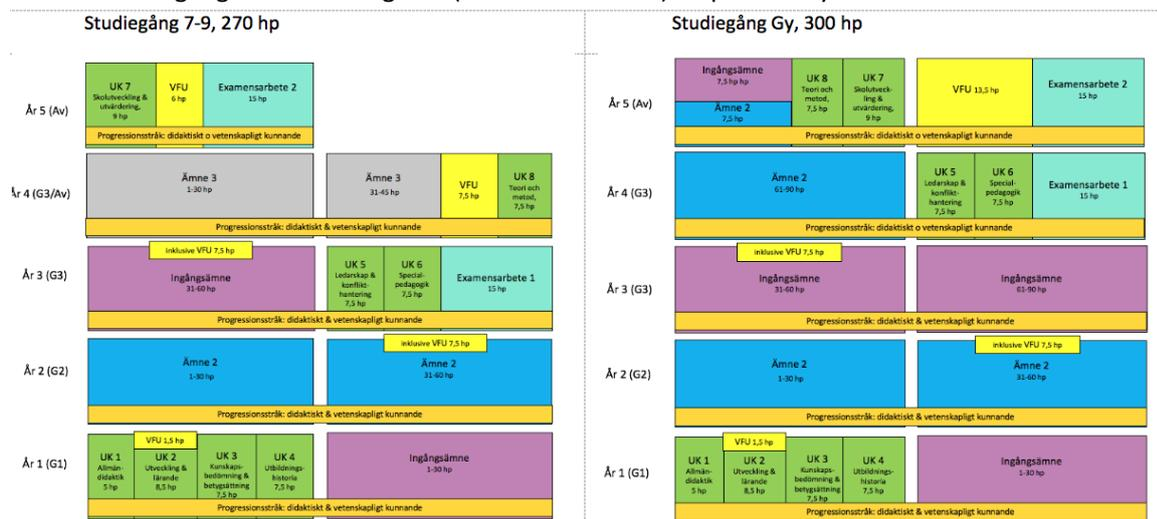 Studiegång 7-9, 270 hp
År 5 (Av)
UK 7
Skolutveckling &
utvärdering,
9 hp
VFU
6 hp
Examensarbete 2
15 hp
Progressionsstråk: didaktiskt o vetenskapligt kunnande
År 4 (G3/Av)
Ämne 3
1-30 hp
Ämne 3
31-45 hp
VFU
7,5 hp
UK 8
Teori och
metod,
7,5 hp
Progressionsstråk: didaktiskt & vetenskapligt kunnande
År 3 (G3)
inklusive VFU 7,5 hp
Ingångsämne
31-60 hp
UK 5
Ledarskap &
konflikt-
hantering
7,5 hp
UK 6
Special-
pedagogik
7,5 hp
Examensarbete 1
15 hp
Progressionsstråk: didaktiskt & vetenskapligt kunnande
År 2 (G2)
Ämne 2
1-30 hp
inklusive VFU 7,5 hp
Ämne 2
31-60 hp
Progressionsstråk: didaktiskt & vetenskapligt kunnande
År 1 (G1)
UK 1
Allmän-
didaktik
5 hp
VFU 1,5 hp
UK 2
Utveckling &
lärande
8,5 hp
UK 3
Kunskaps-
bedömning &
betygsättning
7,5 hp
UK 4
Utbildnings-
historia
7,5 hp
Ingångsämne
1-30 hp
Progressionsstråk: didaktiskt & vetenskapligt kunnande
Studiegång Gy, 300 hp
År 5 (Av)
Ingångsämne
7,5 hp hp
Ämne 2
7,5 hp
UK 8
Teori och
metod,
7,5 hp
UK 7
Skolutveck-
ling &
utvärdering,
9 hp
VFU 13,5 hp
Examensarbete 2
15 hp
Progressionsstråk: didaktiskt o vetenskapligt kunnande
År 4 (G3)
Ämne 2
61-90 hp
UK 5
Ledarskap &
konflikt-
hantering
7,5 hp
UK 6
Special-
pedagogik
7,5 hp
Examensarbete 1
15 hp
Progressionsstråk: didaktiskt o vetenskapligt kunnande
År 3 (G3)
inklusive VFU 7,5 hp
Ingångsämne
31-60 hp
Ingångsämne
61-90 hp
Progressionsstråk: didaktiskt & vetenskapligt kunnande
År 2 (G2)
Ämne 2
1-30 hp
inklusive VFU 7,5 hp
Ämne 2
31-60 hp
Progressionsstråk: didaktiskt & vetenskapligt kunnande
År 1 (G1)
UK 1
Allmän-
didaktik
5 hp
VFU 1,5 hp
UK 2
Utveckling &
lärande
8,5 hp
UK 3
Kunskaps-
bedömning &
betygsättning
7,5 hp
UK 4
Utbildnings-
historia
7,5 hp
Ingångsämne
1-30 hp
Progressionsstråk: didaktiskt & vetenskapligt kunnande